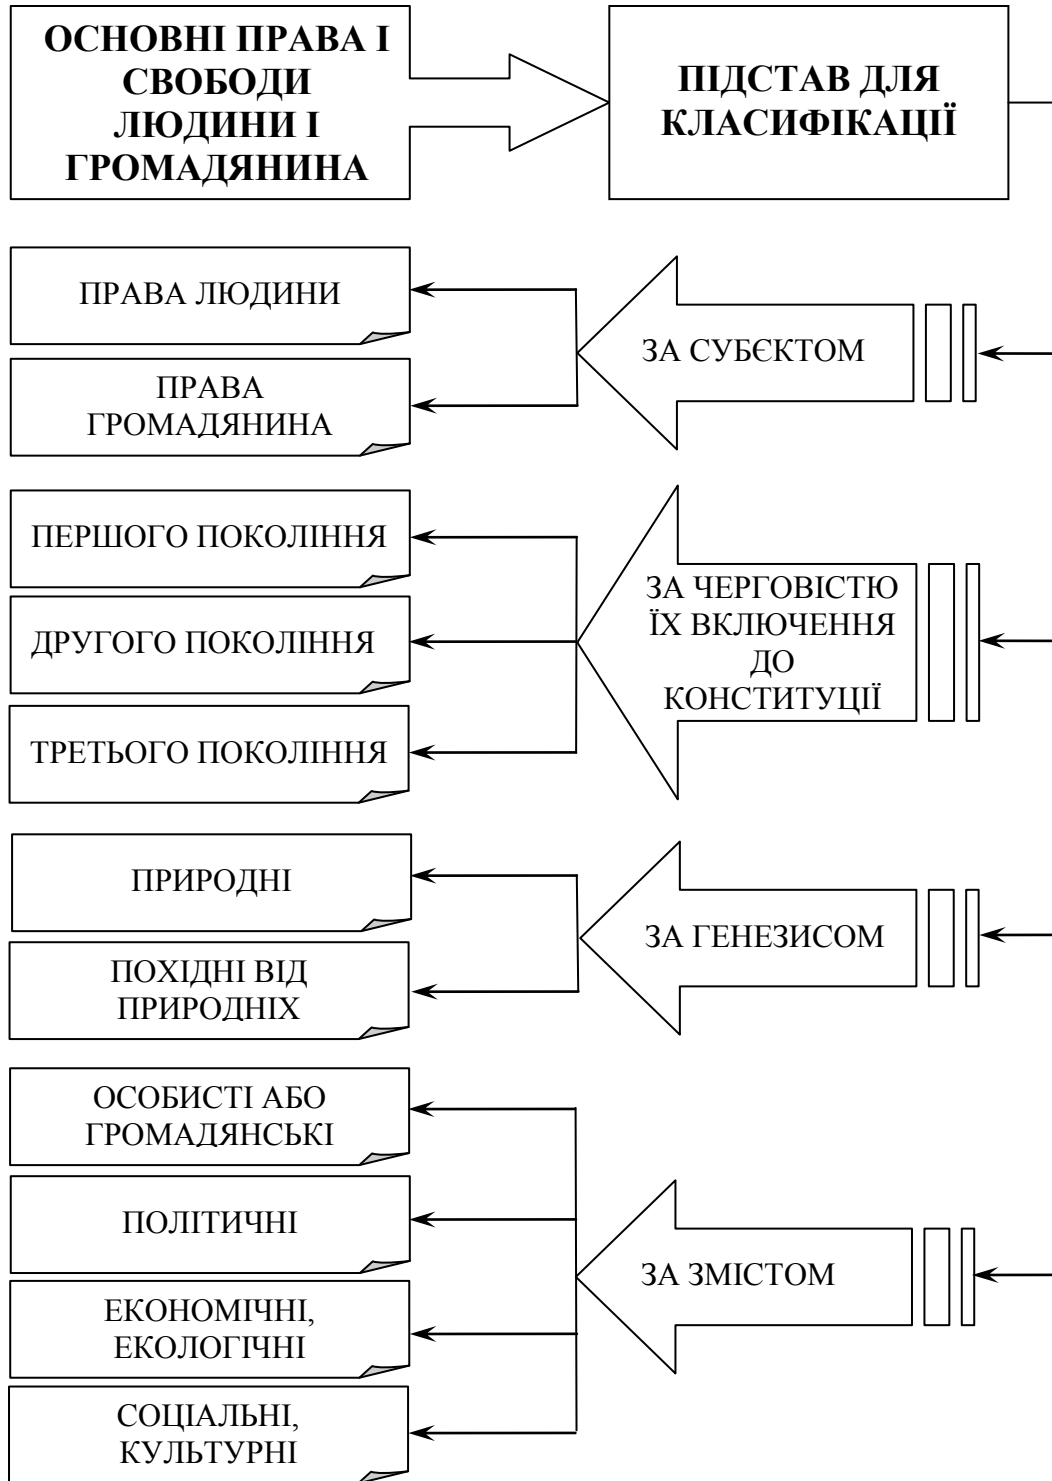 ОСНОВНІ ПРАВА І
СВОБОДИ
ЛЮДИНИ І
ГРОМАДЯНИНА
ПІДСТАВ ДЛЯ
КЛАСИФІКАЦІЇ
ПРАВА ЛЮДИНИ
ПРАВА
ГРОМАДЯНИНА
ЗА СУБЄКТОМ
ПЕРШОГО ПОКОЛІННЯ
ДРУГОГО ПОКОЛІННЯ
ТРЕТЬОГО ПОКОЛІННЯ
ЗА ЧЕРГОВІСТЮ
ЇХ ВКЛЮЧЕННЯ
ДО
КОНСТИТУЦІЇ
ПРИРОДНІ
ПОХІДНІ ВІД
ПРИРОДНІХ
ЗА ГЕНЕЗИСОМ
ОСОБИСТІ АБО
ГРОМАДЯНСЬКІ
ПОЛІТИЧНІ
ЕКОНОМІЧНІ,
ЕКОЛОГІЧНІ
СОЦІАЛЬНІ,
КУЛЬТУРНІ
ЗА ЗМІСТОМ